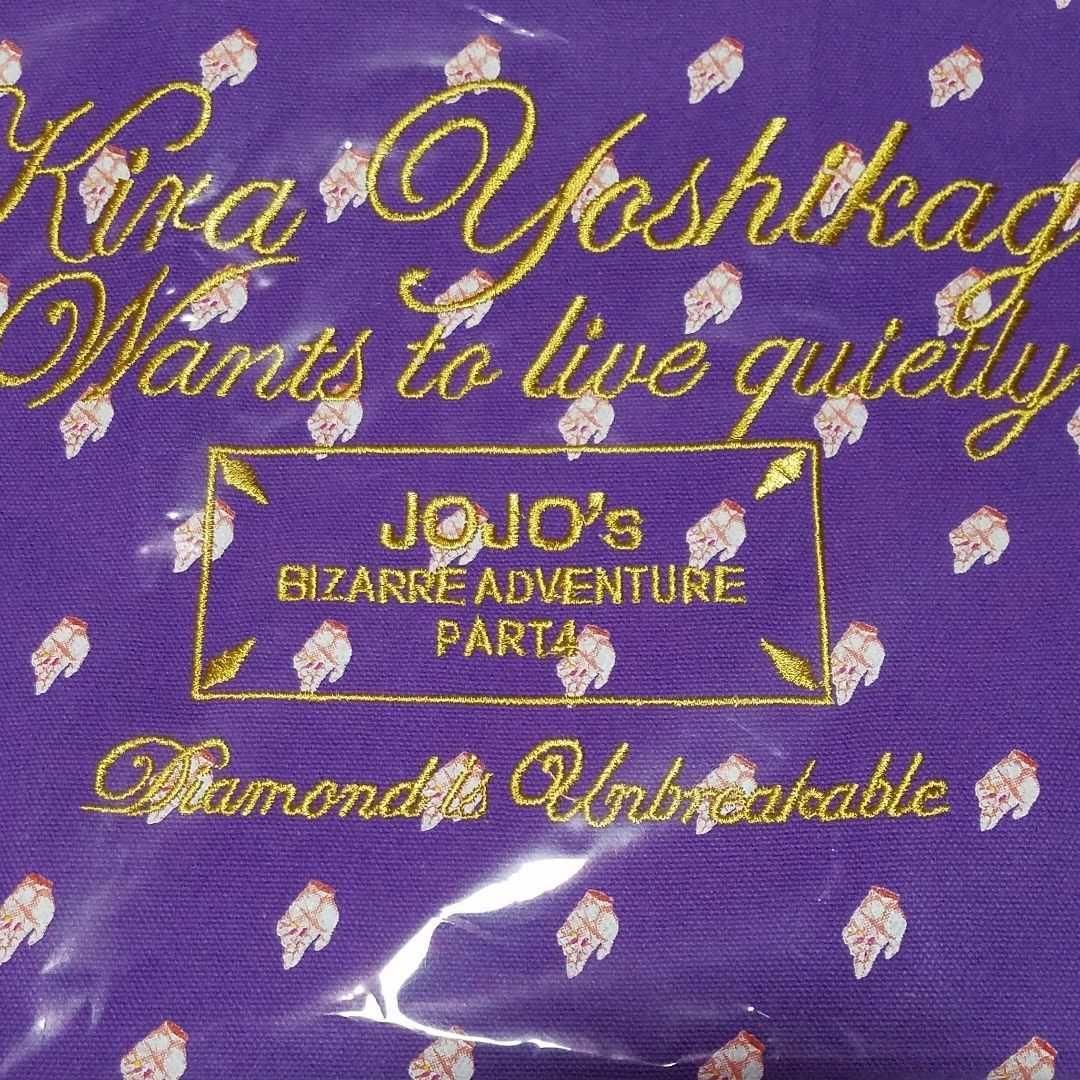 Kira Yoshikag
Wants to live quietly
JOJO's
BIZARRE ADVENTURE
PART4
Diamond is Unbreakable